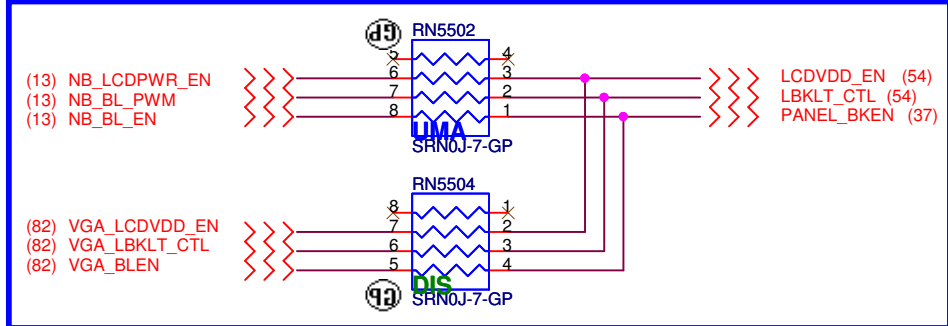 GP RN5502
5 4
(13) NB_LCDPWR_EN 6 3 LCDVDD_EN (54)
(13) NB_BL_PWM 7 2 LBKLT_CTL (54)
(13) NB_BL_EN 8 1 PANEL_BKEN (37)
UMA
SRN0J-7-GP
RN5504
8 1
(82) VGA_LCDVDD_EN 7 2
(82) VGA_LBKLT_CTL 6 3
(82) VGA_BLEN 5 4
DIS
GP SRN0J-7-GP